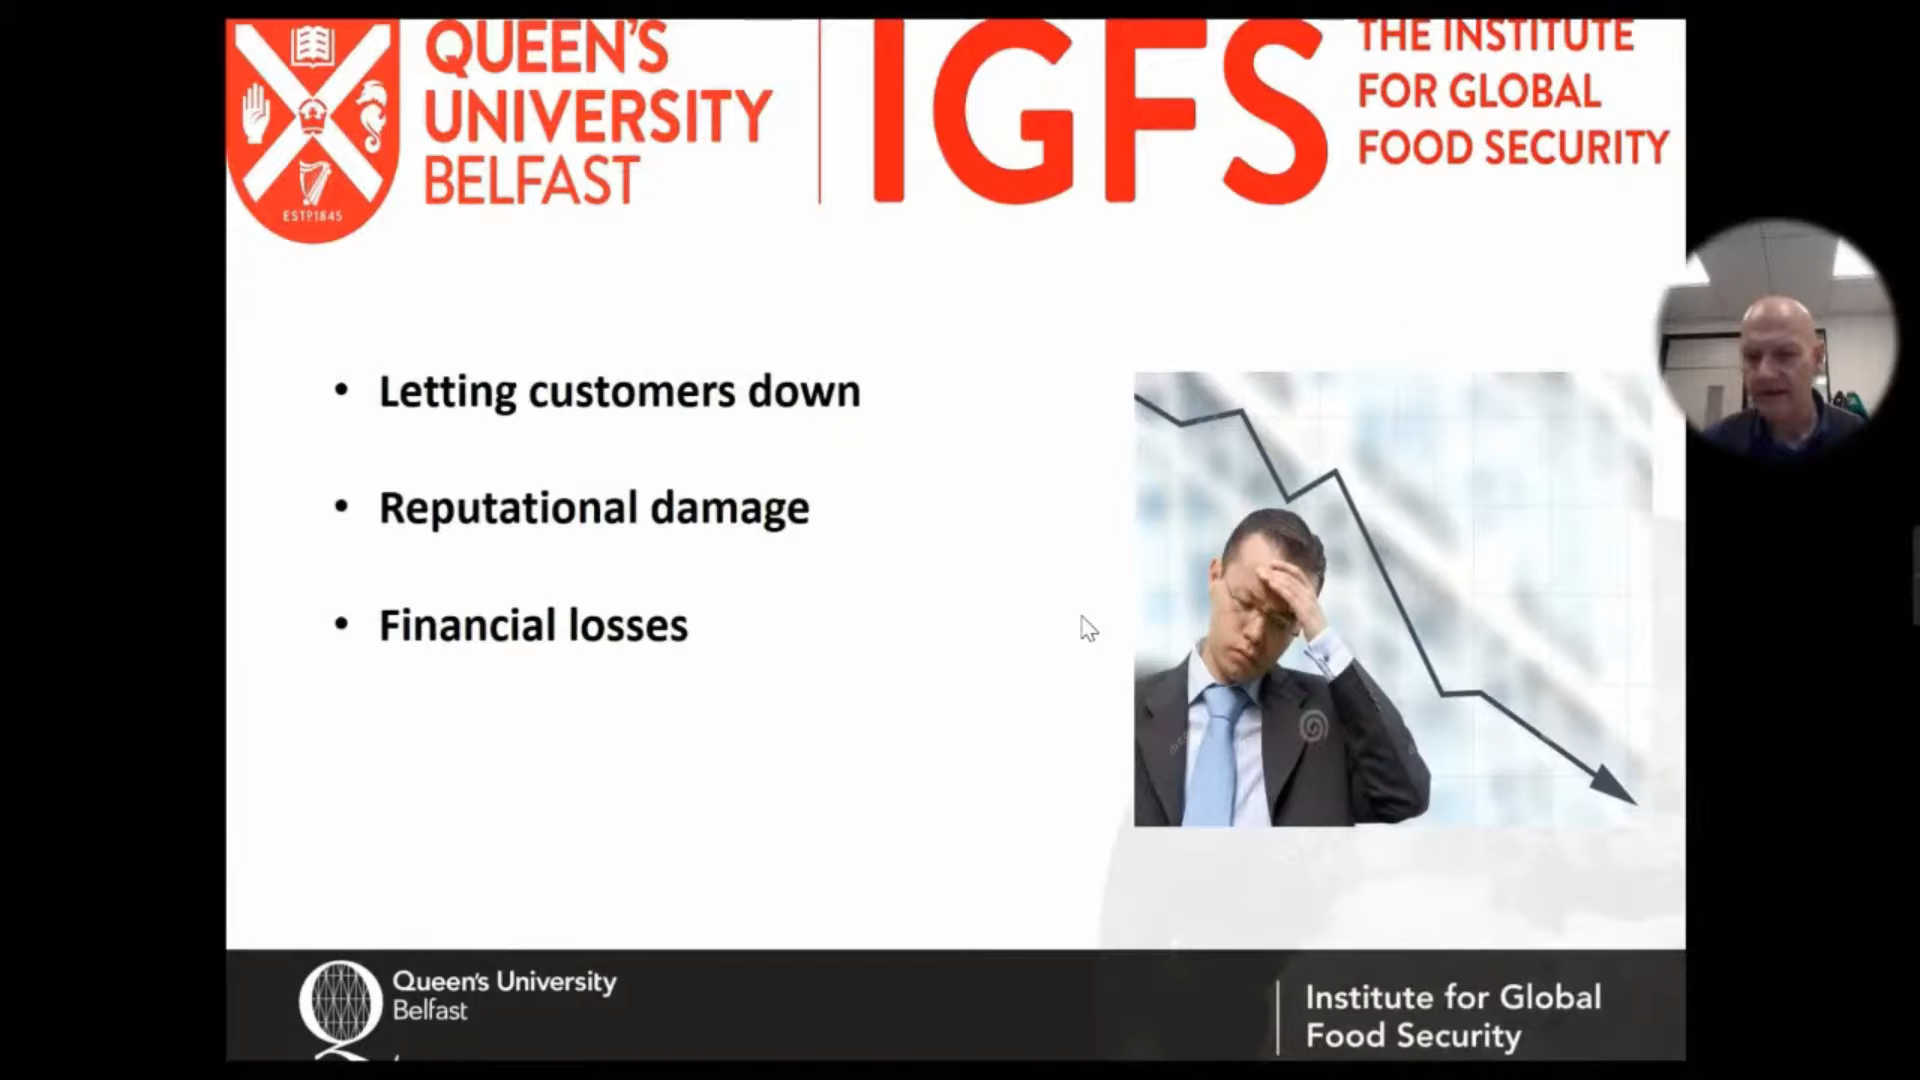 QUEEN'S
UNIVERSITY
BELFAST
ESTD1845
IGFS
THE INSTITUTE
FOR GLOBAL
FOOD SECURITY
• Letting customers down
• Reputational damage
• Financial losses
Queen's University
Belfast
Institute for Global
Food Security